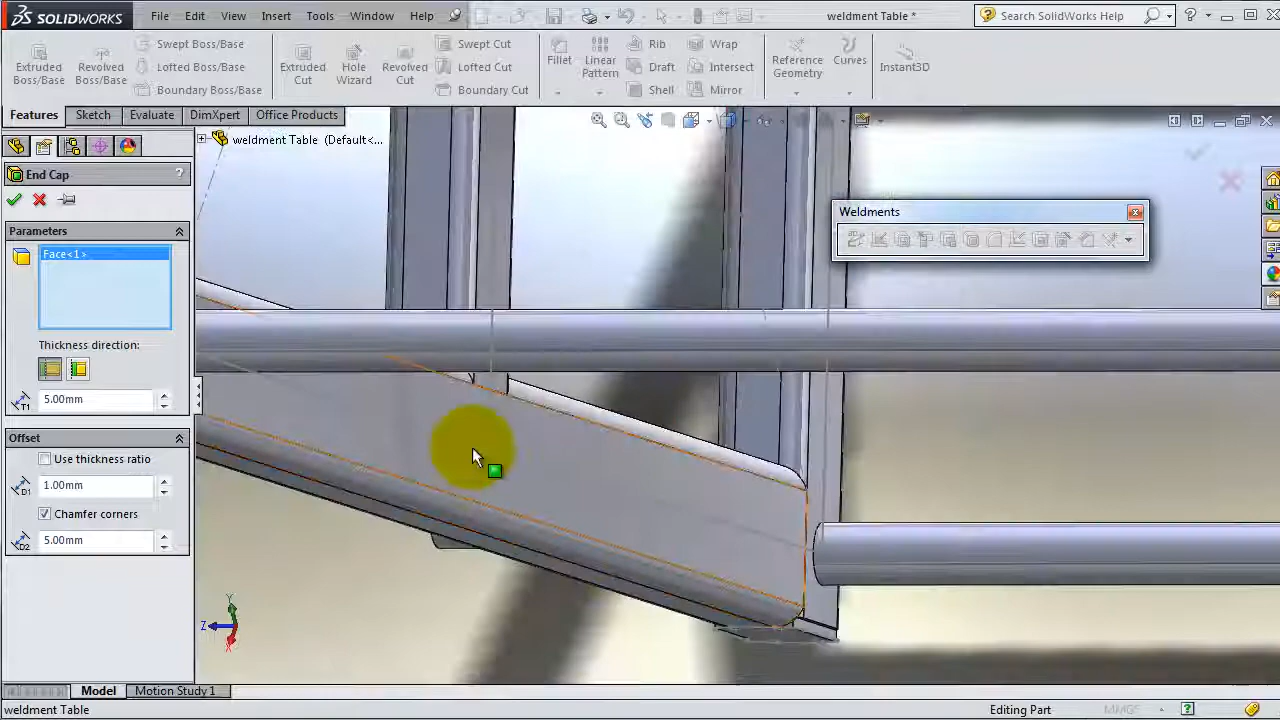 SOLIDWORKS File Edit View Insert Tools Window Help weldment Table * Search SolidWorks Help
Extruded Boss/Base
Revolved Boss/Base
Swept Boss/Base
Lofted Boss/Base
Boundary Boss/Base
Extruded Cut
Hole Wizard
Revolved Cut
Swept Cut
Lofted Cut
Boundary Cut
Fillet
Linear Pattern
Rib
Draft
Shell
Wrap
Intersect
Mirror
Reference Geometry
Curves
Instant3D
Features Sketch Evaluate DimXpert Office Products
weldment Table (Default<...
End Cap ?
Parameters
Face<1>
Thickness direction:
T1 5.00mm
Offset
Use thickness ratio
D1 1.00mm
Chamfer corners
D2 5.00mm
Weldments
Y
Z
X
Model Motion Study 1
weldment Table Editing Part MMGS